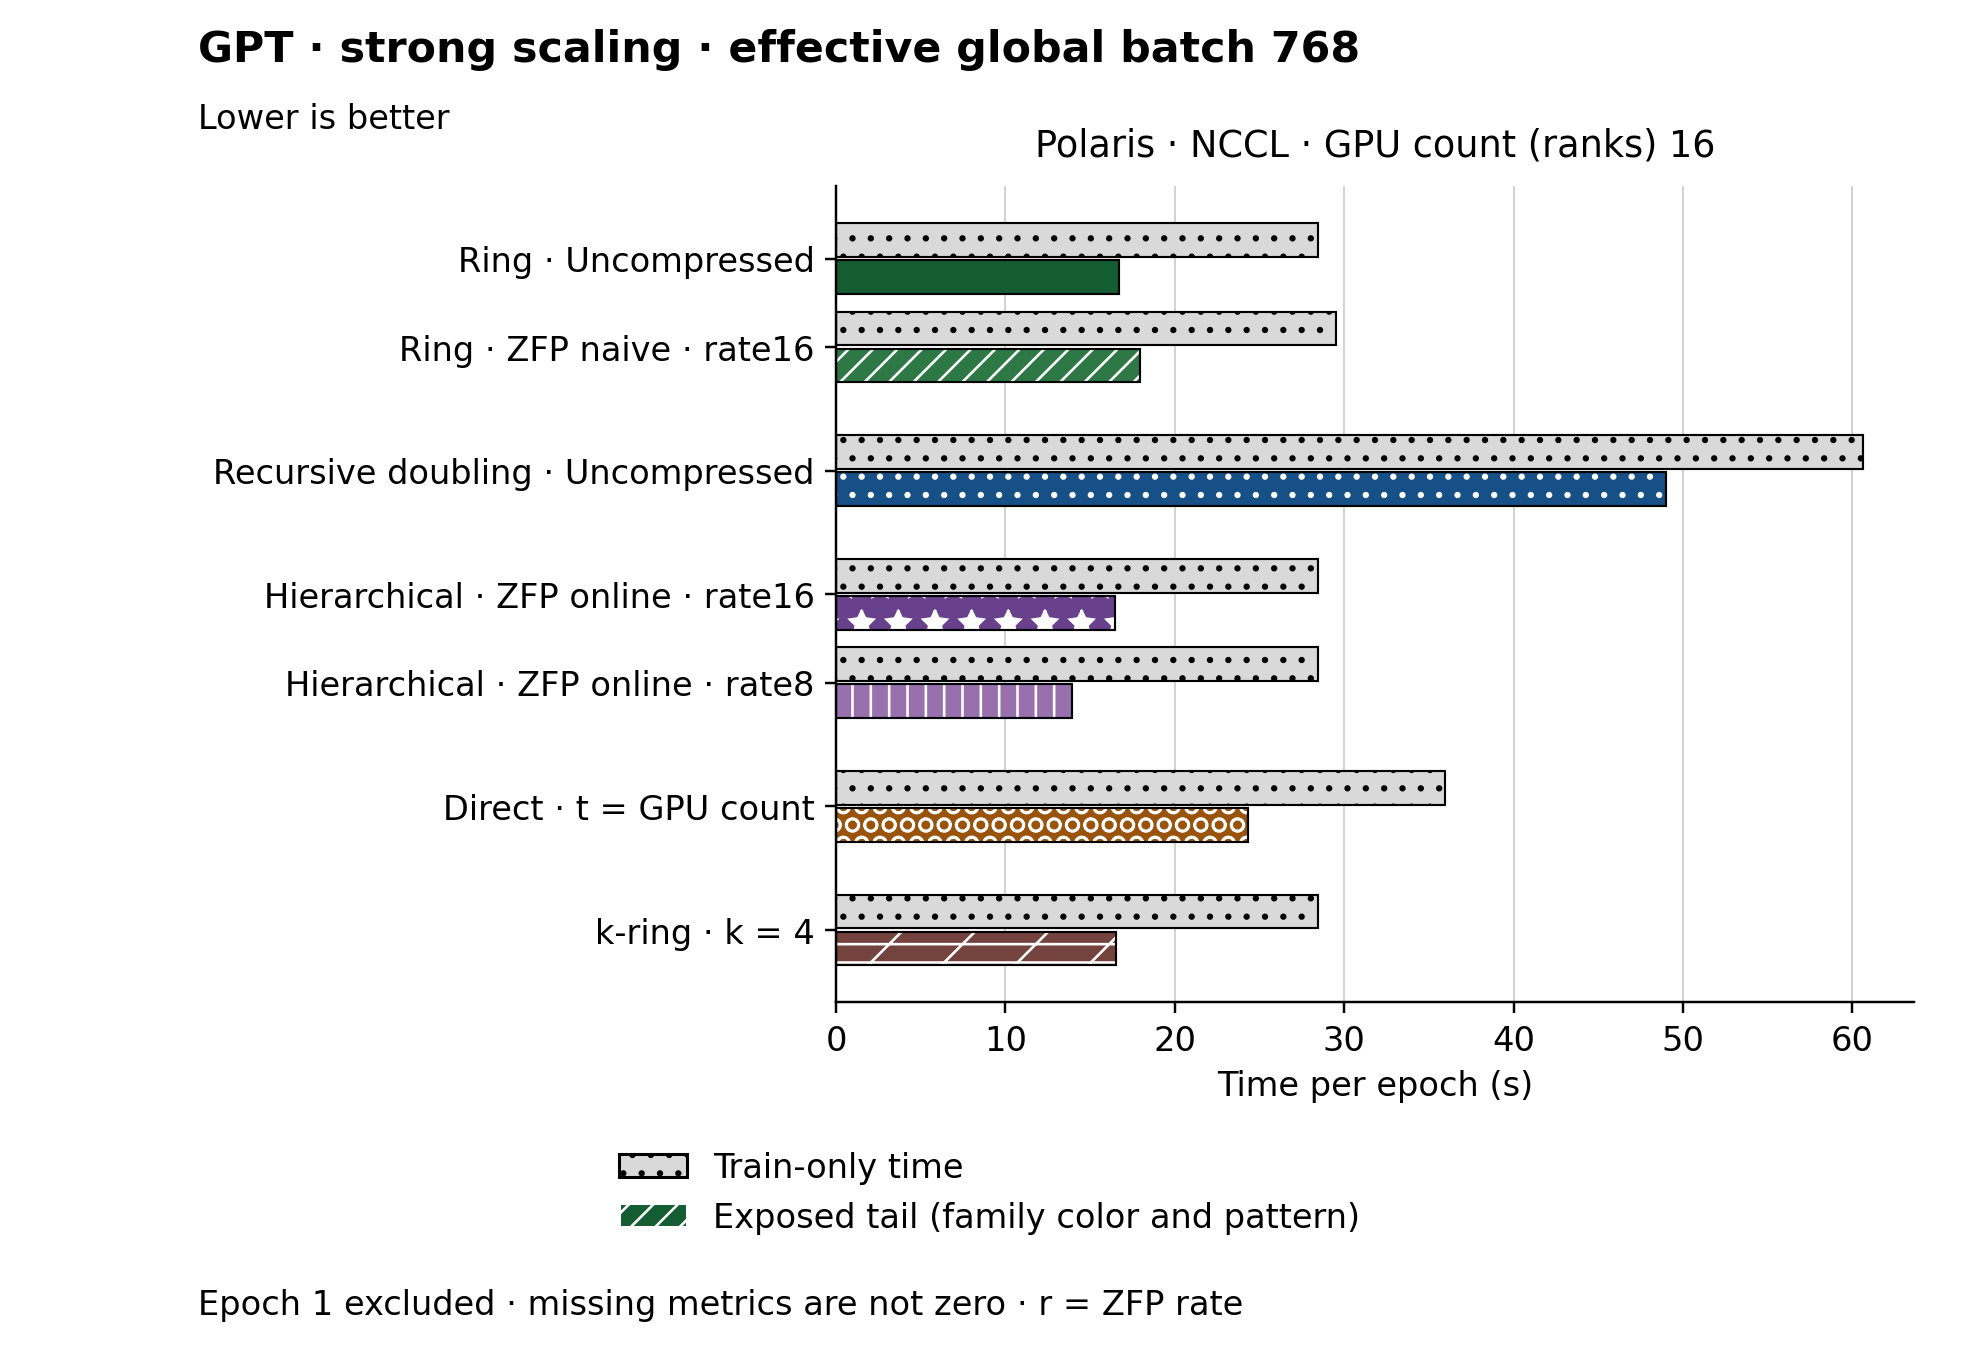 GPT · strong scaling · effective global batch 768
Lower is better
Polaris · NCCL · GPU count (ranks) 16
Ring · Uncompressed
Ring · ZFP naive · rate16
Recursive doubling · Uncompressed
Hierarchical · ZFP online · rate16
Hierarchical · ZFP online · rate8
Direct · t = GPU count
k-ring · k = 4
0 10 20 30 40 50 60
Time per epoch (s)
Train-only time
Exposed tail (family color and pattern)
Epoch 1 excluded · missing metrics are not zero · r = ZFP rate